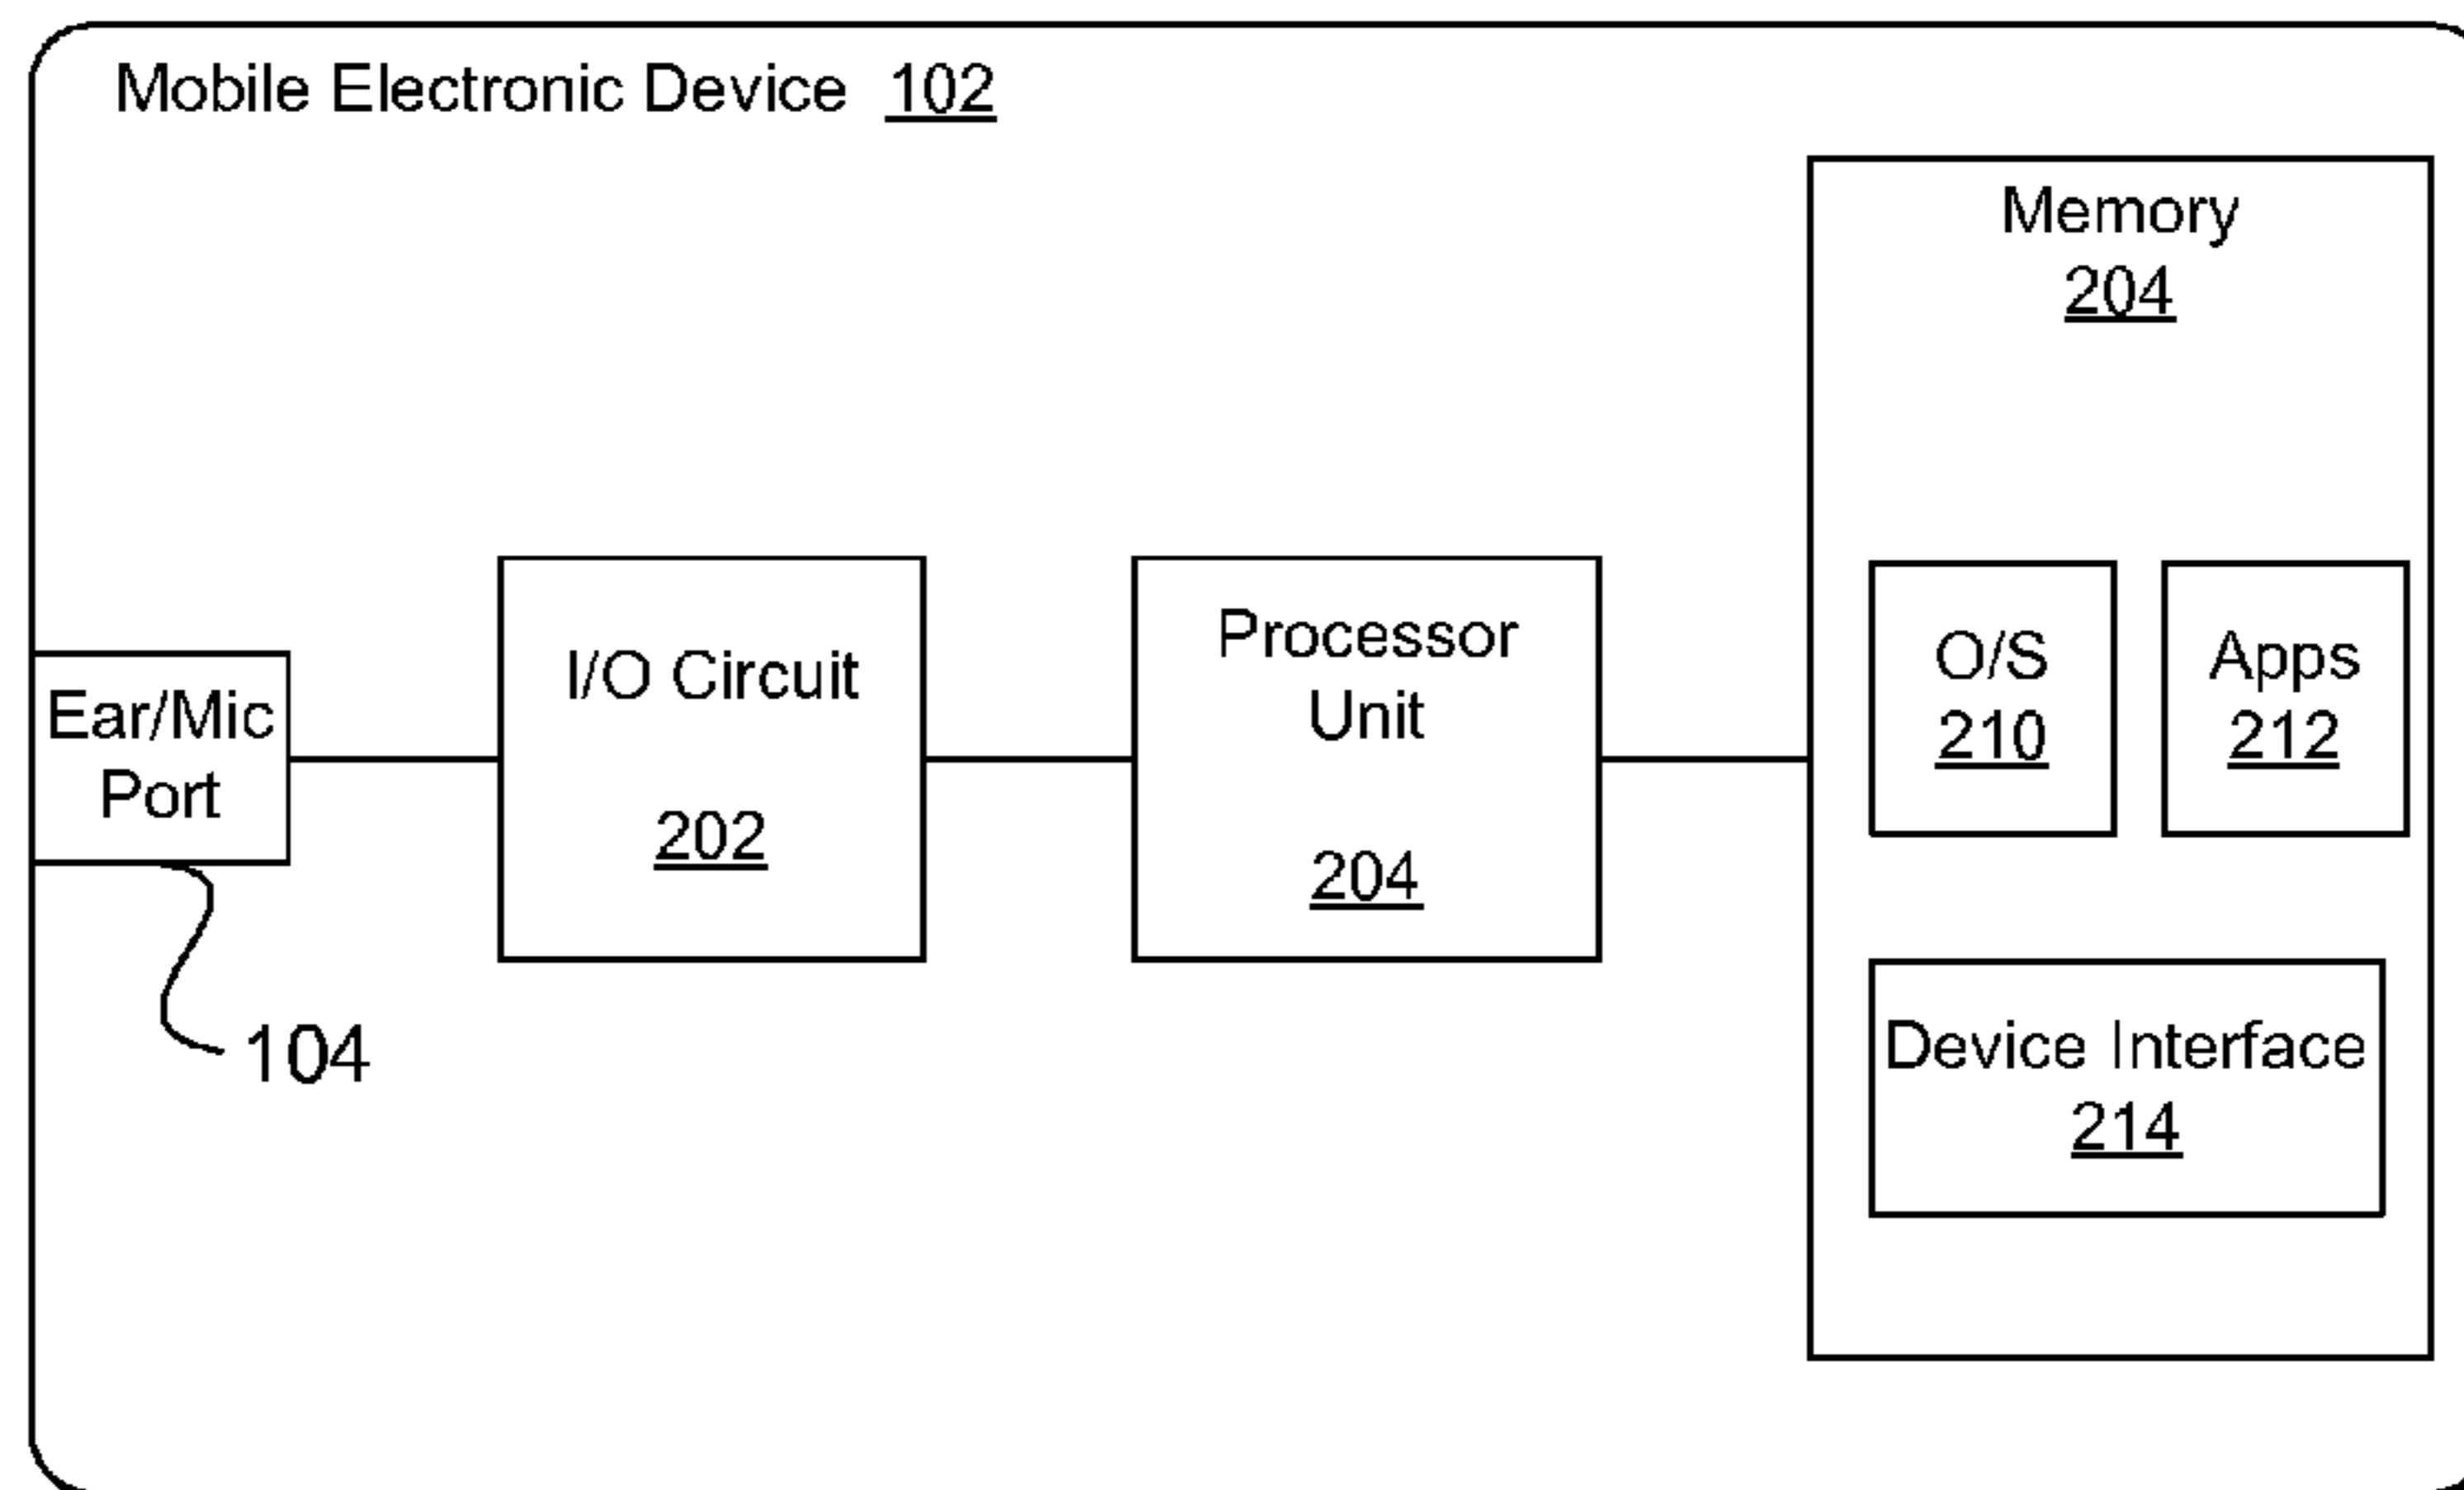 Mobile Electronic Device 102
Memory
204
Ear/Mic
Port
104
I/O Circuit
202
Processor
Unit
204
O/S
210
Apps
212
Device Interface
214